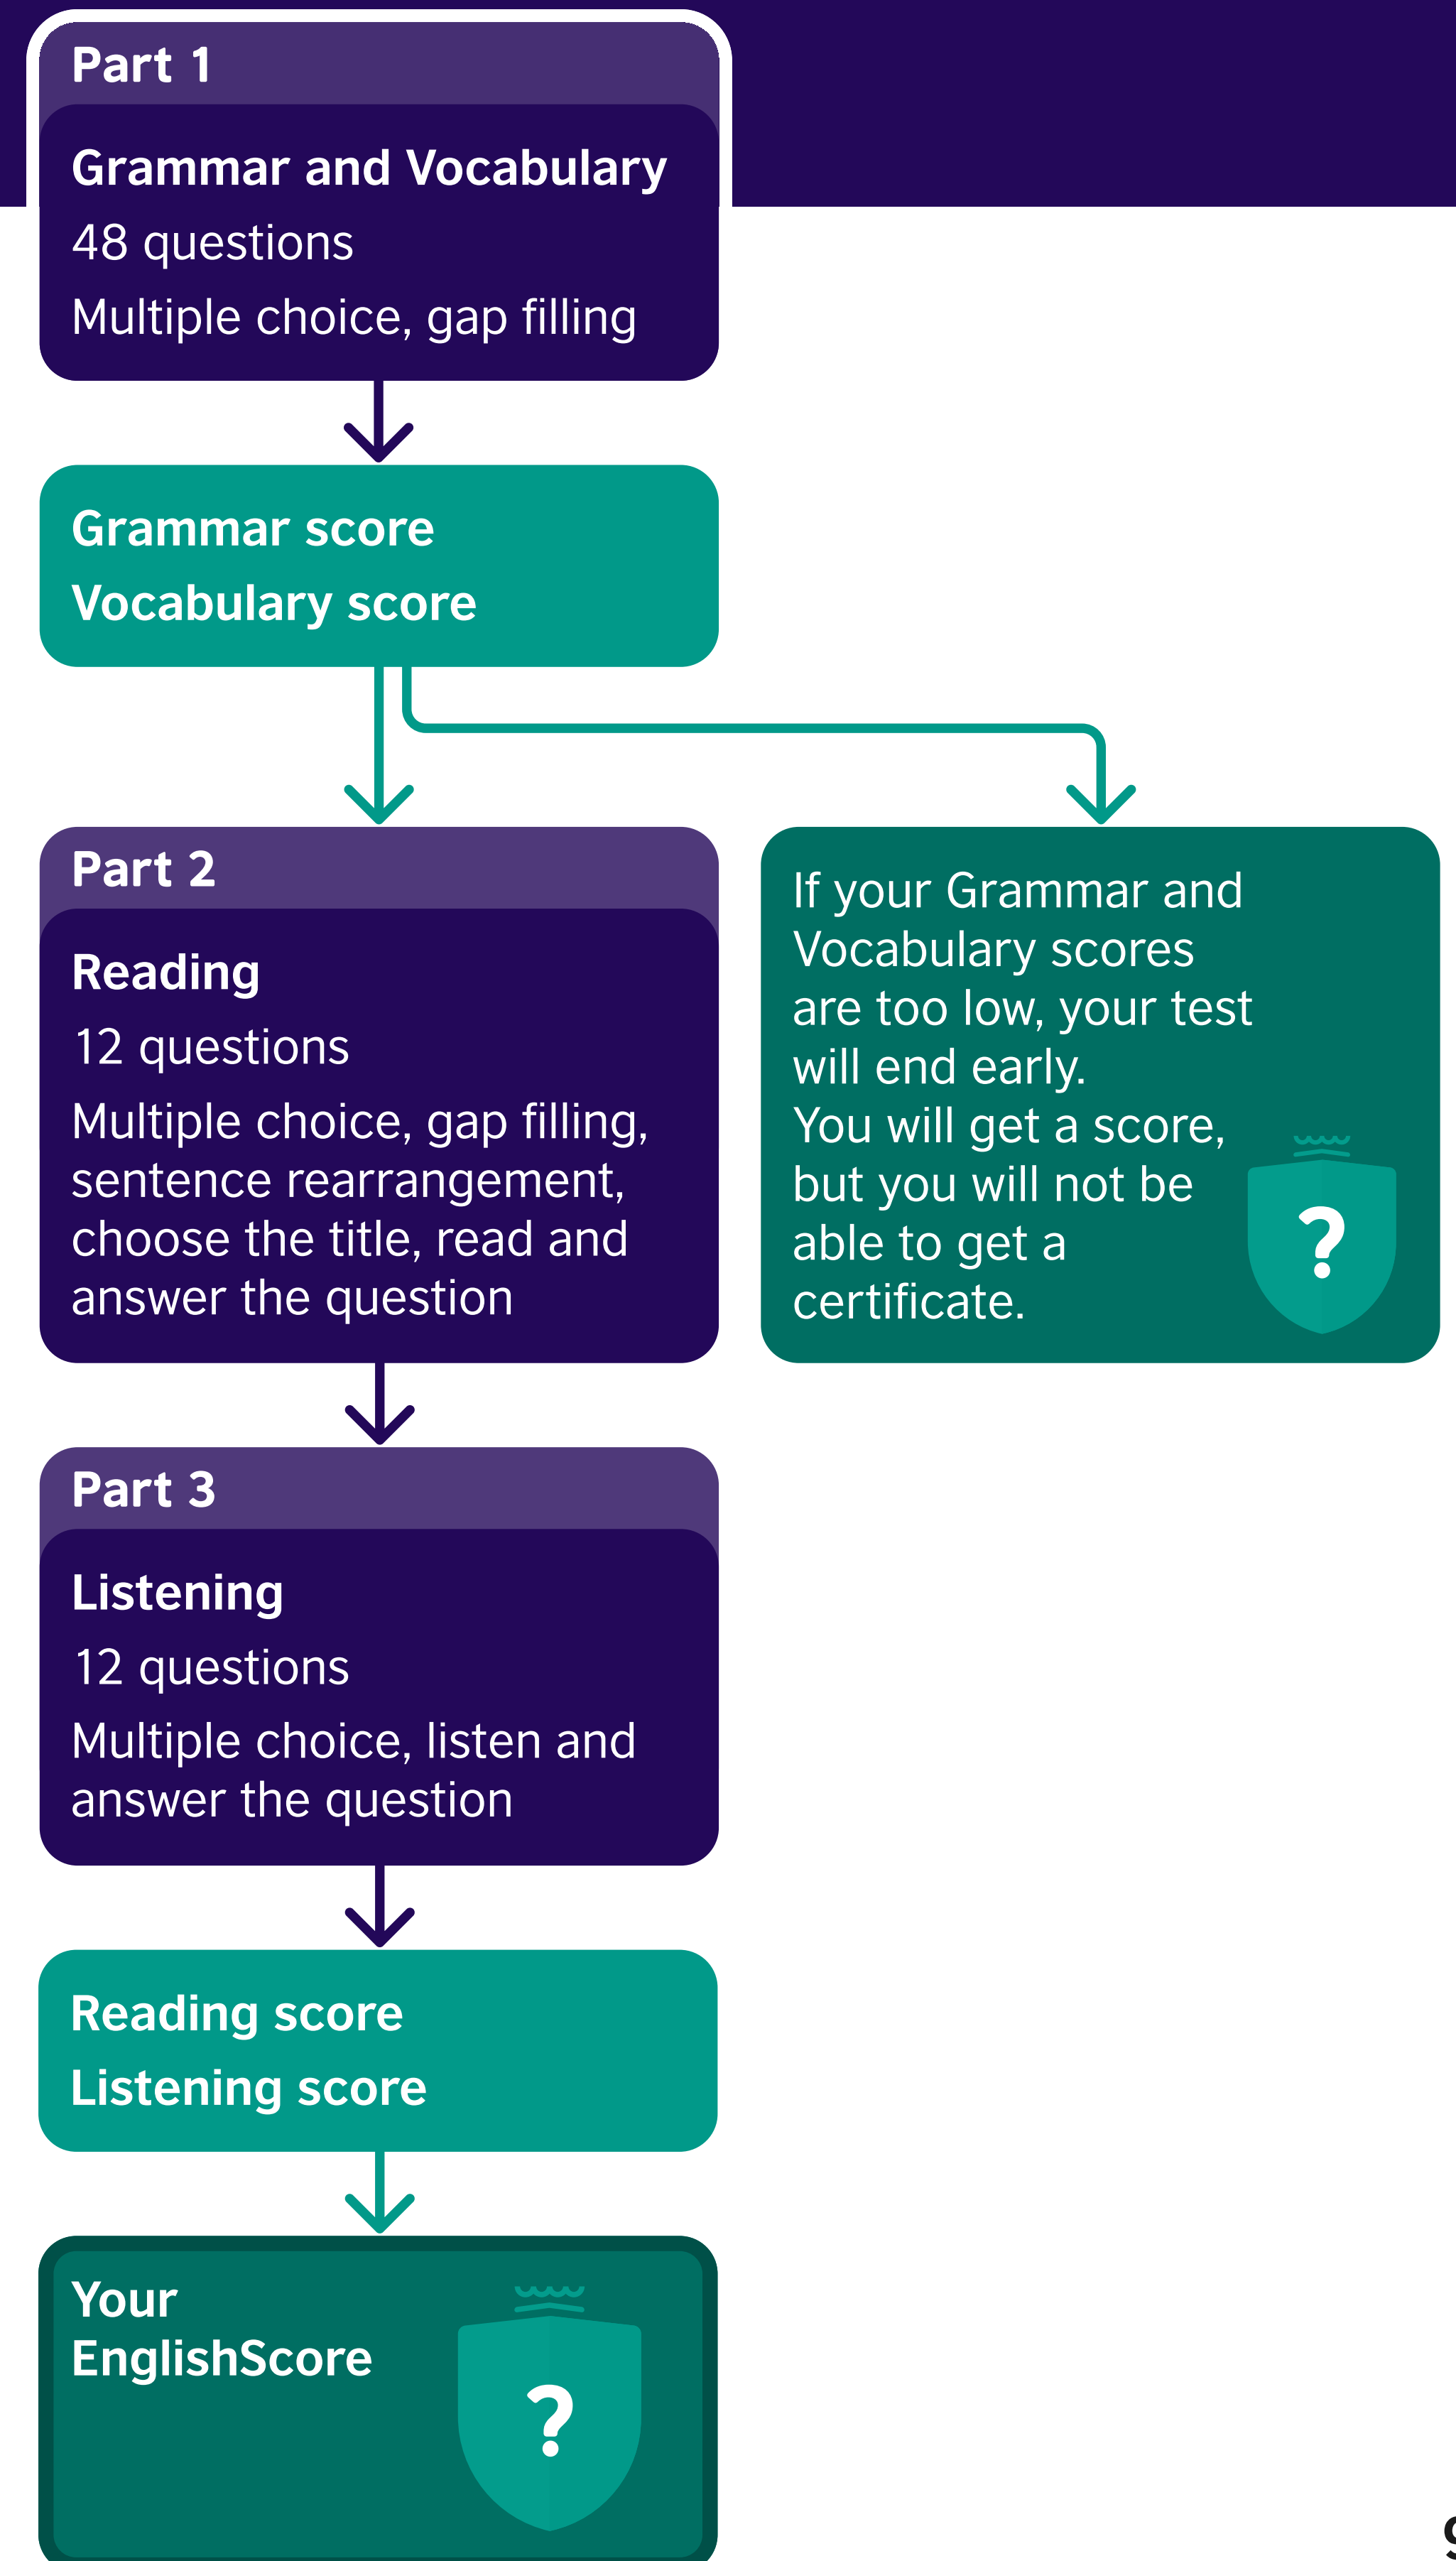 Part 1
Grammar and Vocabulary
48 questions
Multiple choice, gap filling
Grammar score
Vocabulary score
Part 2
Reading
12 questions
Multiple choice, gap filling,
sentence rearrangement,
choose the title, read and
answer the question
If your Grammar and
Vocabulary scores
are too low, your test
will end early.
You will get a score,
but you will not be
able to get a
certificate.
?
Part 3
Listening
12 questions
Multiple choice, listen and
answer the question
Reading score
Listening score
Your
EnglishScore
?